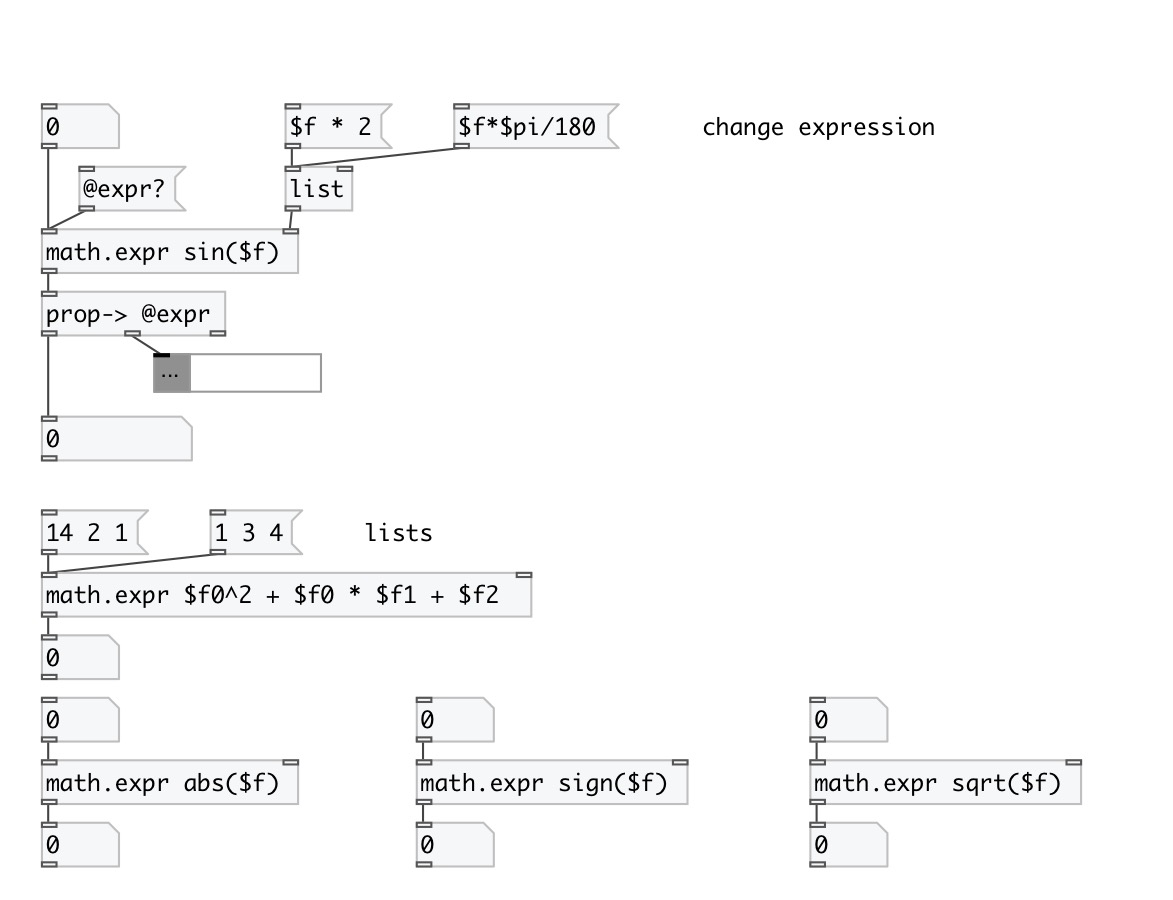 0
$f * 2
$f*$pi/180
change expression
@expr?
list
math.expr sin($f)
prop-> @expr
...
0
14 2 1
1 3 4
lists
math.expr $f0^2 + $f0 * $f1 + $f2
0
0
0
0
math.expr abs($f)
math.expr sign($f)
math.expr sqrt($f)
0
0
0